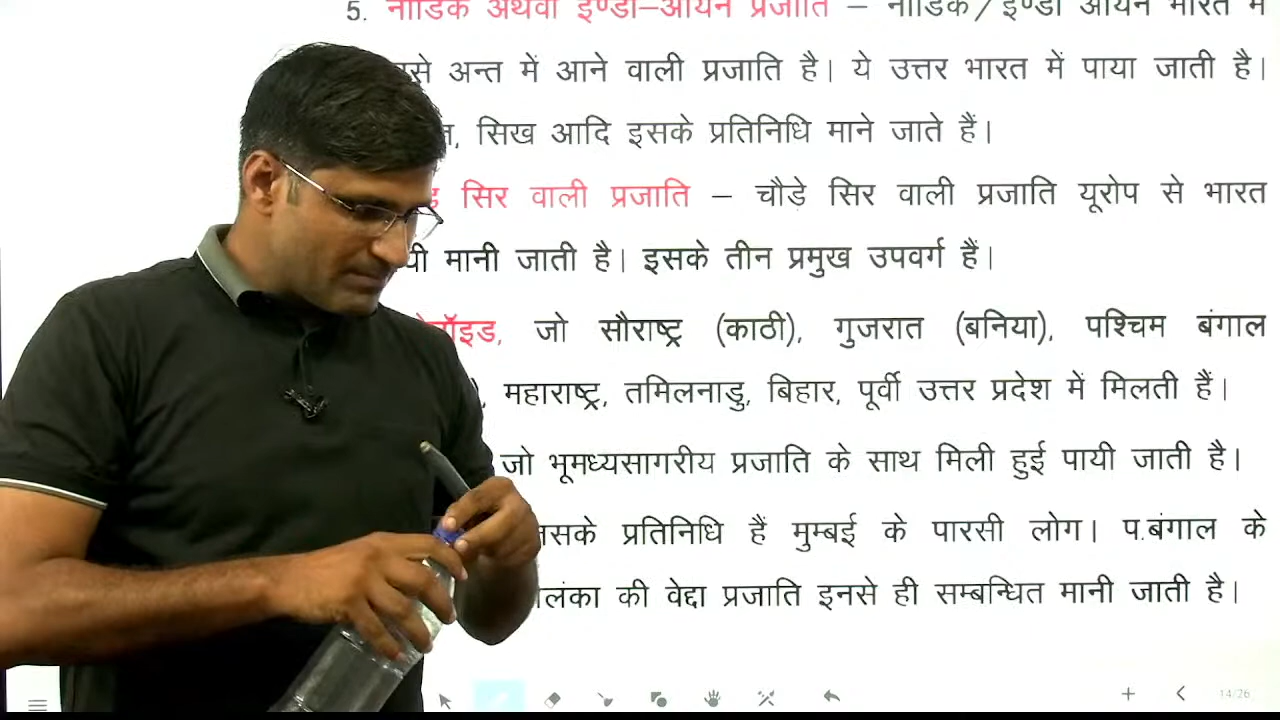 5. नॉर्डिक अथवा इण्डो–आर्यन प्रजाति – नॉर्डिक/इण्डो आर्यन भारत में
अन्त में आने वाली प्रजाति है। ये उत्तर भारत में पाया जाती है।
सिख आदि इसके प्रतिनिधि माने जाते हैं।
सिर वाली प्रजाति – चौड़े सिर वाली प्रजाति यूरोप से भारत
मानी जाती है। इसके तीन प्रमुख उपवर्ग हैं।
जो सौराष्ट्र (काठी), गुजरात (बनिया), पश्चिम बंगाल
महाराष्ट्र, तमिलनाडु, बिहार, पूर्वी उत्तर प्रदेश में मिलती हैं।
जो भूमध्यसागरीय प्रजाति के साथ मिली हुई पायी जाती है।
के प्रतिनिधि हैं मुम्बई के पारसी लोग। प.बंगाल के
की वेद्दा प्रजाति इनसे ही सम्बन्धित मानी जाती है।
14/26